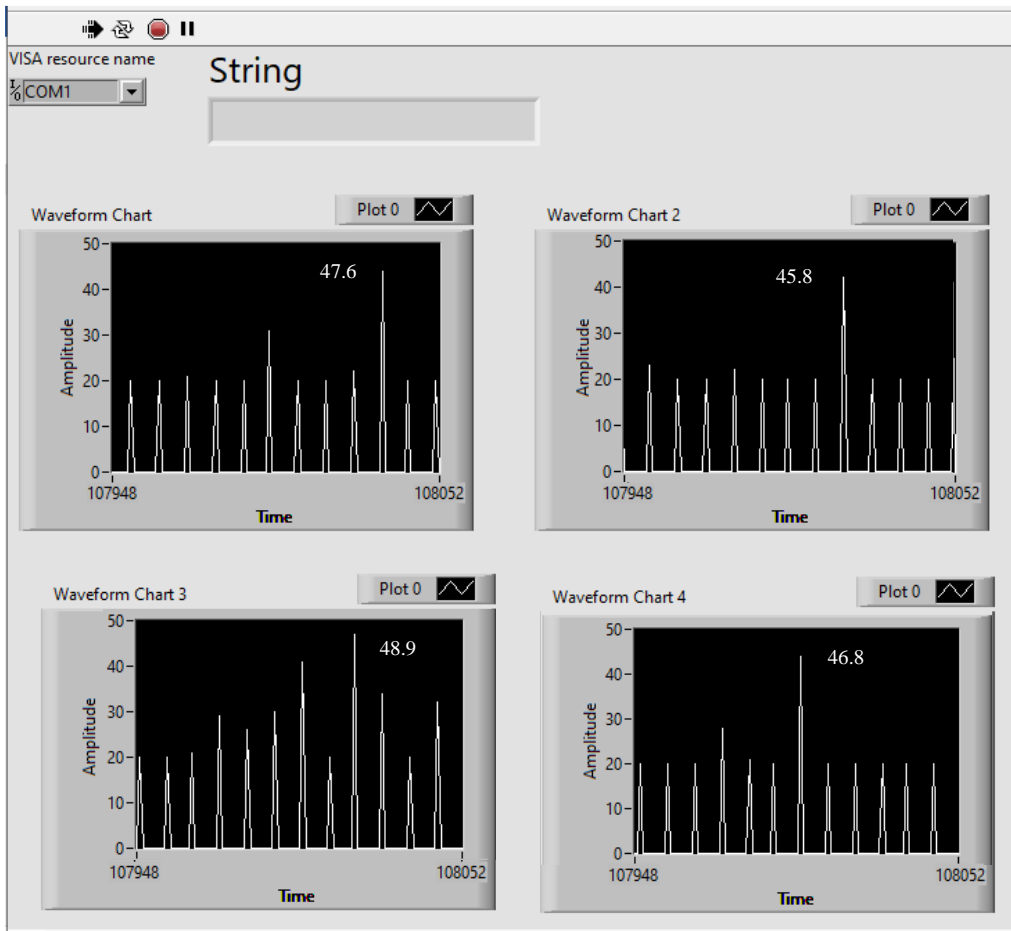 VISA resource name
I/O COM1
String
Waveform Chart
Plot 0
50
40
30
20
10
0
Amplitude
47.6
107948
108052
Time
Waveform Chart 2
Plot 0
50
40
30
20
10
0
Amplitude
45.8
107948
108052
Time
Waveform Chart 3
Plot 0
50
40
30
20
10
0
Amplitude
48.9
107948
108052
Time
Waveform Chart 4
Plot 0
50
40
30
20
10
0
Amplitude
46.8
107948
108052
Time